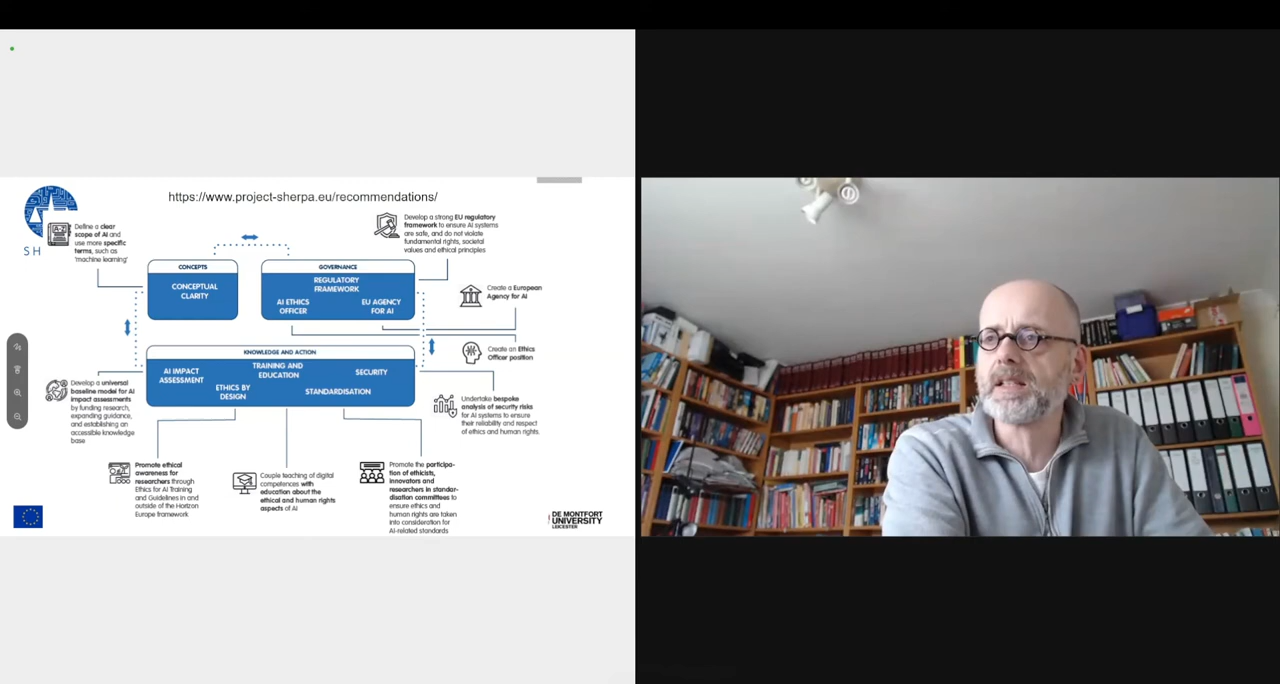 https://www.project-sherpa.eu/recommendations/
SH
Define a clear
scope of AI and
use more specific
terms, such as
'machine learning'
Develop a strong EU regulatory
framework to ensure AI systems
are safe, and do not violate
fundamental rights, societal
values and ethical principles
CONCEPTS
CONCEPTUAL
CLARITY
GOVERNANCE
REGULATORY
FRAMEWORK
AI ETHICS
OFFICER
EU AGENCY
FOR AI
Create a European
Agency for AI
Create an Ethics
Officer position
KNOWLEDGE AND ACTION
AI IMPACT
ASSESSMENT
TRAINING AND
EDUCATION
SECURITY
ETHICS BY
DESIGN
STANDARDISATION
Develop a universal
baseline model for AI
impact assessments
by funding research,
expanding guidance,
and establishing an
accessible knowledge
base
Undertake bespoke
analysis of security risks
for AI systems to ensure
their reliability and respect
of ethics and human rights.
Promote ethical
awareness for
researchers through
Ethics for AI Training
and Guidelines in and
outside of the Horizon
Europe framework
Couple teaching of digital
competences with
education about the
ethical and human rights
aspects of AI
Promote the participa-
tion of ethicists,
innovators and
researchers in standar-
disation committees to
ensure ethics and
human rights are taken
into consideration for
AI-related standards
DE MONTFORT
UNIVERSITY
LEICESTER